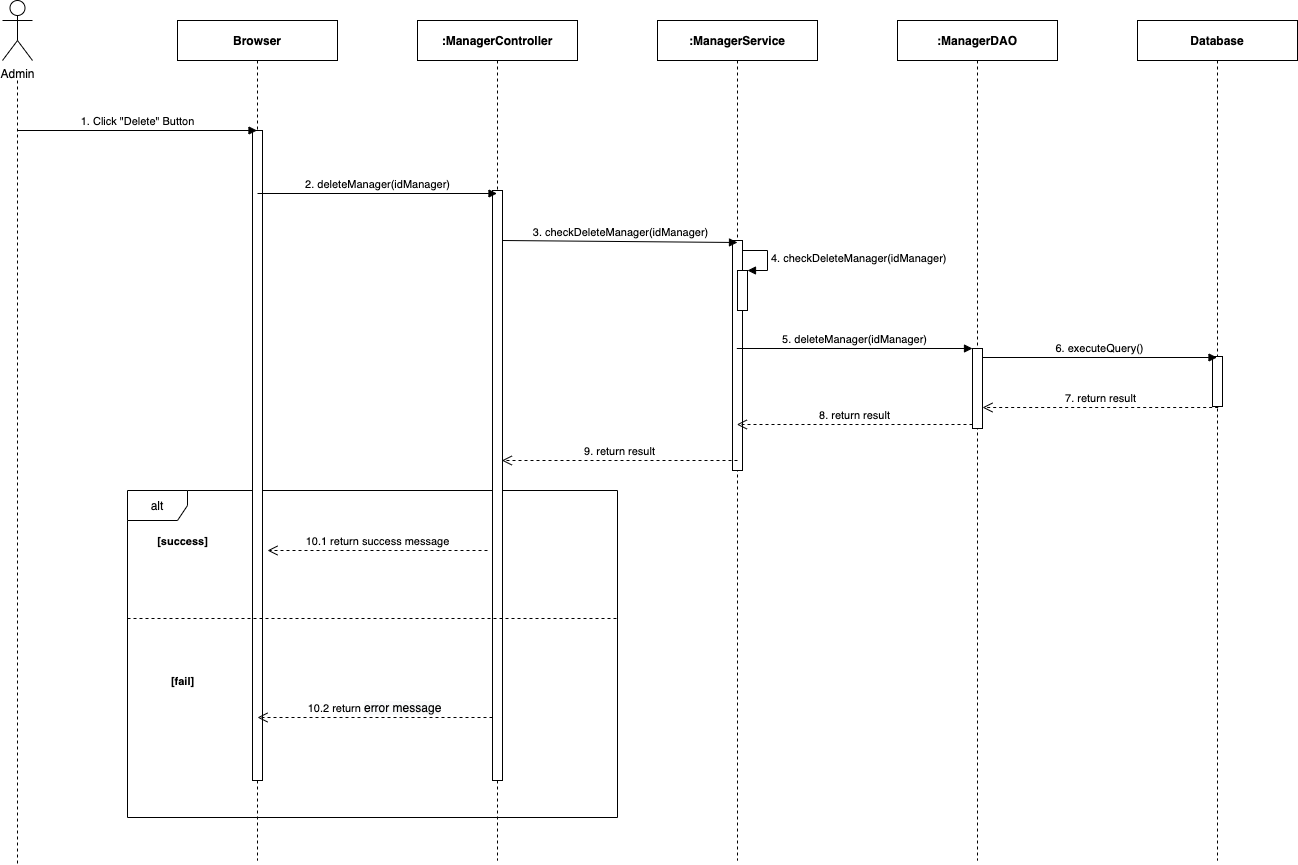 Admin
Browser
:ManagerController
:ManagerService
:ManagerDAO
Database
1. Click "Delete" Button
2. deleteManager(idManager)
3. checkDeleteManager(idManager)
4. checkDeleteManager(idManager)
5. deleteManager(idManager)
6. executeQuery()
7. return result
8. return result
9. return result
alt
[success]
10.1 return success message
[fail]
10.2 return error message